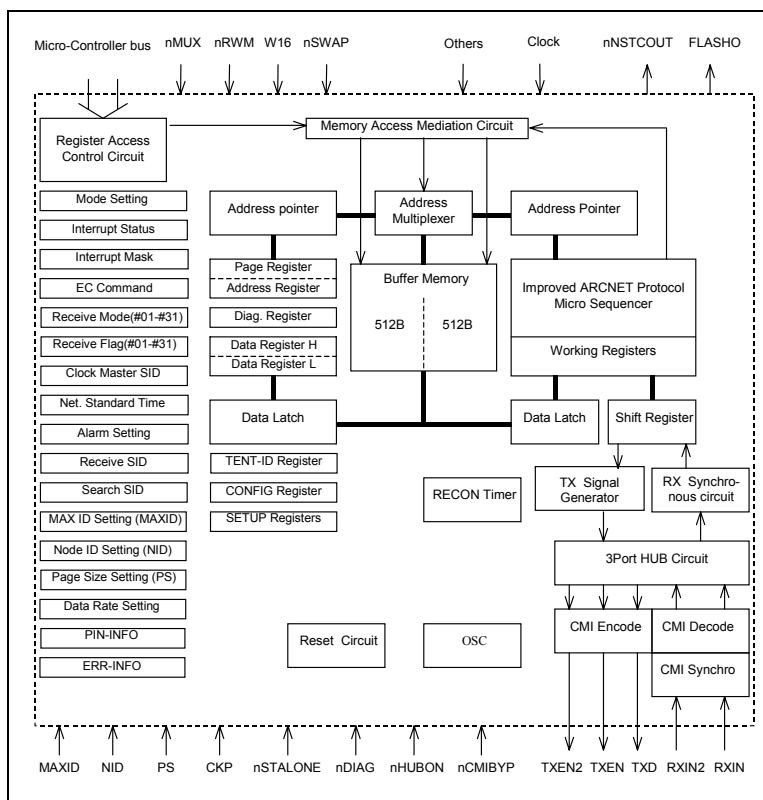 Micro-Controller bus
nMUX
nRWM
W16
nSWAP
Others
Clock
nNSTCOUT
FLASHO
Register Access
Control Circuit
Memory Access Mediation Circuit
Mode Setting
Interrupt Status
Interrupt Mask
EC Command
Receive Mode(#01-#31)
Receive Flag(#01-#31)
Clock Master SID
Net. Standard Time
Alarm Setting
Receive SID
Search SID
MAX ID Setting (MAXID)
Node ID Setting (NID)
Page Size Setting (PS)
Data Rate Setting
PIN-INFO
ERR-INFO
Address pointer
Address
Multiplexer
Address Pointer
Page Register
Address Register
Diag. Register
Data Register H
Data Register L
Data Latch
TENT-ID Register
CONFIG Register
SETUP Registers
Buffer Memory
512B
512B
Improved ARCNET Protocol
Micro Sequencer
Working Registers
Data Latch
Shift Register
RECON Timer
TX Signal
Generator
RX Synchro-
nous circuit
3Port HUB Circuit
CMI Encode
CMI Decode
CMI Synchro
Reset Circuit
OSC
MAXID
NID
PS
CKP
nSTALONE
nDIAG
nHUBON
nCMIBYP
TXEN2
TXEN
TXD
RXIN2
RXIN